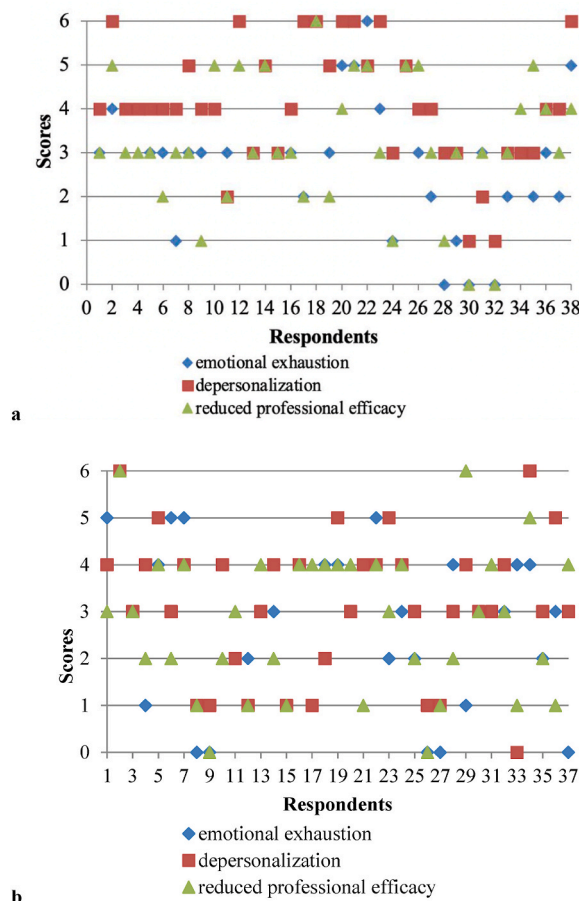 6
5
4
3
2
1
0
Scores
0 2 4 6 8 10 12 14 16 18 20 22 24 26 28 30 32 34 36 38
Respondents
emotional exhaustion
depersonalization
reduced professional efficacy
a
6
5
4
3
2
1
0
Scores
1 3 5 7 9 11 13 15 17 19 21 23 25 27 29 31 33 35 37
Respondents
emotional exhaustion
depersonalization
reduced professional efficacy
b